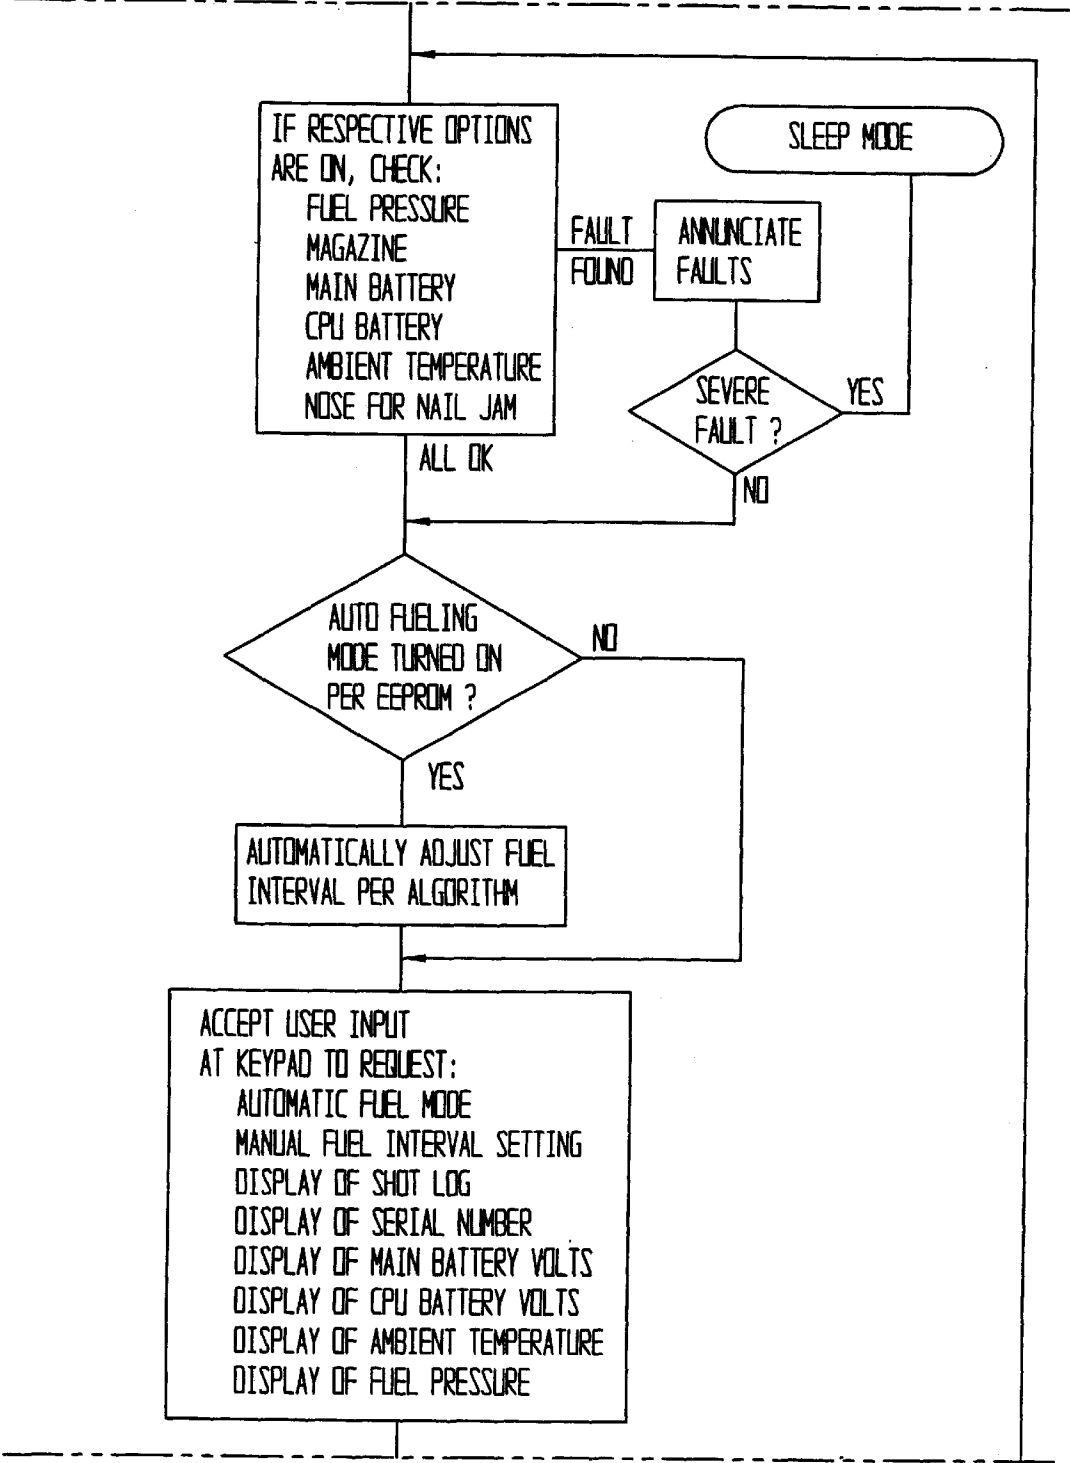 IF RESPECTIVE OPTIONS
ARE ON, CHECK:
FUEL PRESSURE
MAGAZINE
MAIN BATTERY
CPU BATTERY
AMBIENT TEMPERATURE
NOSE FOR NAIL JAM
SLEEP MODE
FAULT
FOUND
ANNUNCIATE
FAULTS
SEVERE
FAULT ?
YES
NO
ALL OK
AUTO FUELING
MODE TURNED ON
PER EEPROM ?
NO
YES
AUTOMATICALLY ADJUST FUEL
INTERVAL PER ALGORITHM
ACCEPT USER INPUT
AT KEYPAD TO REQUEST:
AUTOMATIC FUEL MODE
MANUAL FUEL INTERVAL SETTING
DISPLAY OF SHOT LOG
DISPLAY OF SERIAL NUMBER
DISPLAY OF MAIN BATTERY VOLTS
DISPLAY OF CPU BATTERY VOLTS
DISPLAY OF AMBIENT TEMPERATURE
DISPLAY OF FUEL PRESSURE